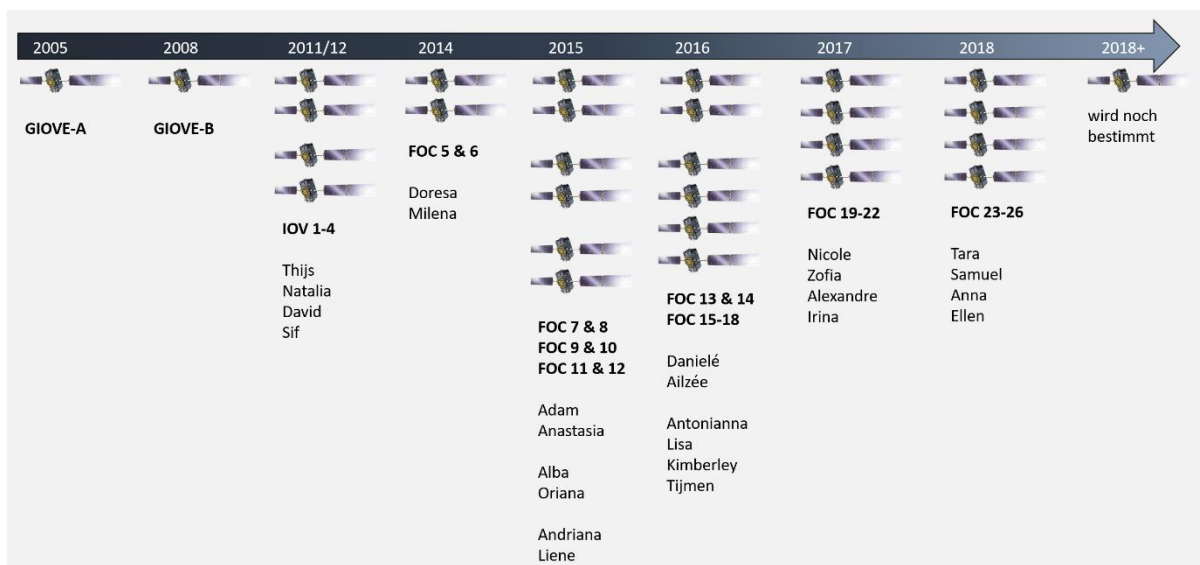 2005
2008
2011/12
2014
2015
2016
2017
2018
2018+
GIOVE-A
GIOVE-B
IOV 1-4
Thijs
Natalia
David
Sif
FOC 5 & 6
Doresa
Milena
FOC 7 & 8
FOC 9 & 10
FOC 11 & 12
Adam
Anastasia
Alba
Oriana
Andriana
Liene
FOC 13 & 14
FOC 15-18
Danielé
Ailzée
Antonianna
Lisa
Kimberley
Tijmen
FOC 19-22
Nicole
Zofia
Alexandre
Irina
FOC 23-26
Tara
Samuel
Anna
Ellen
wird noch
bestimmt